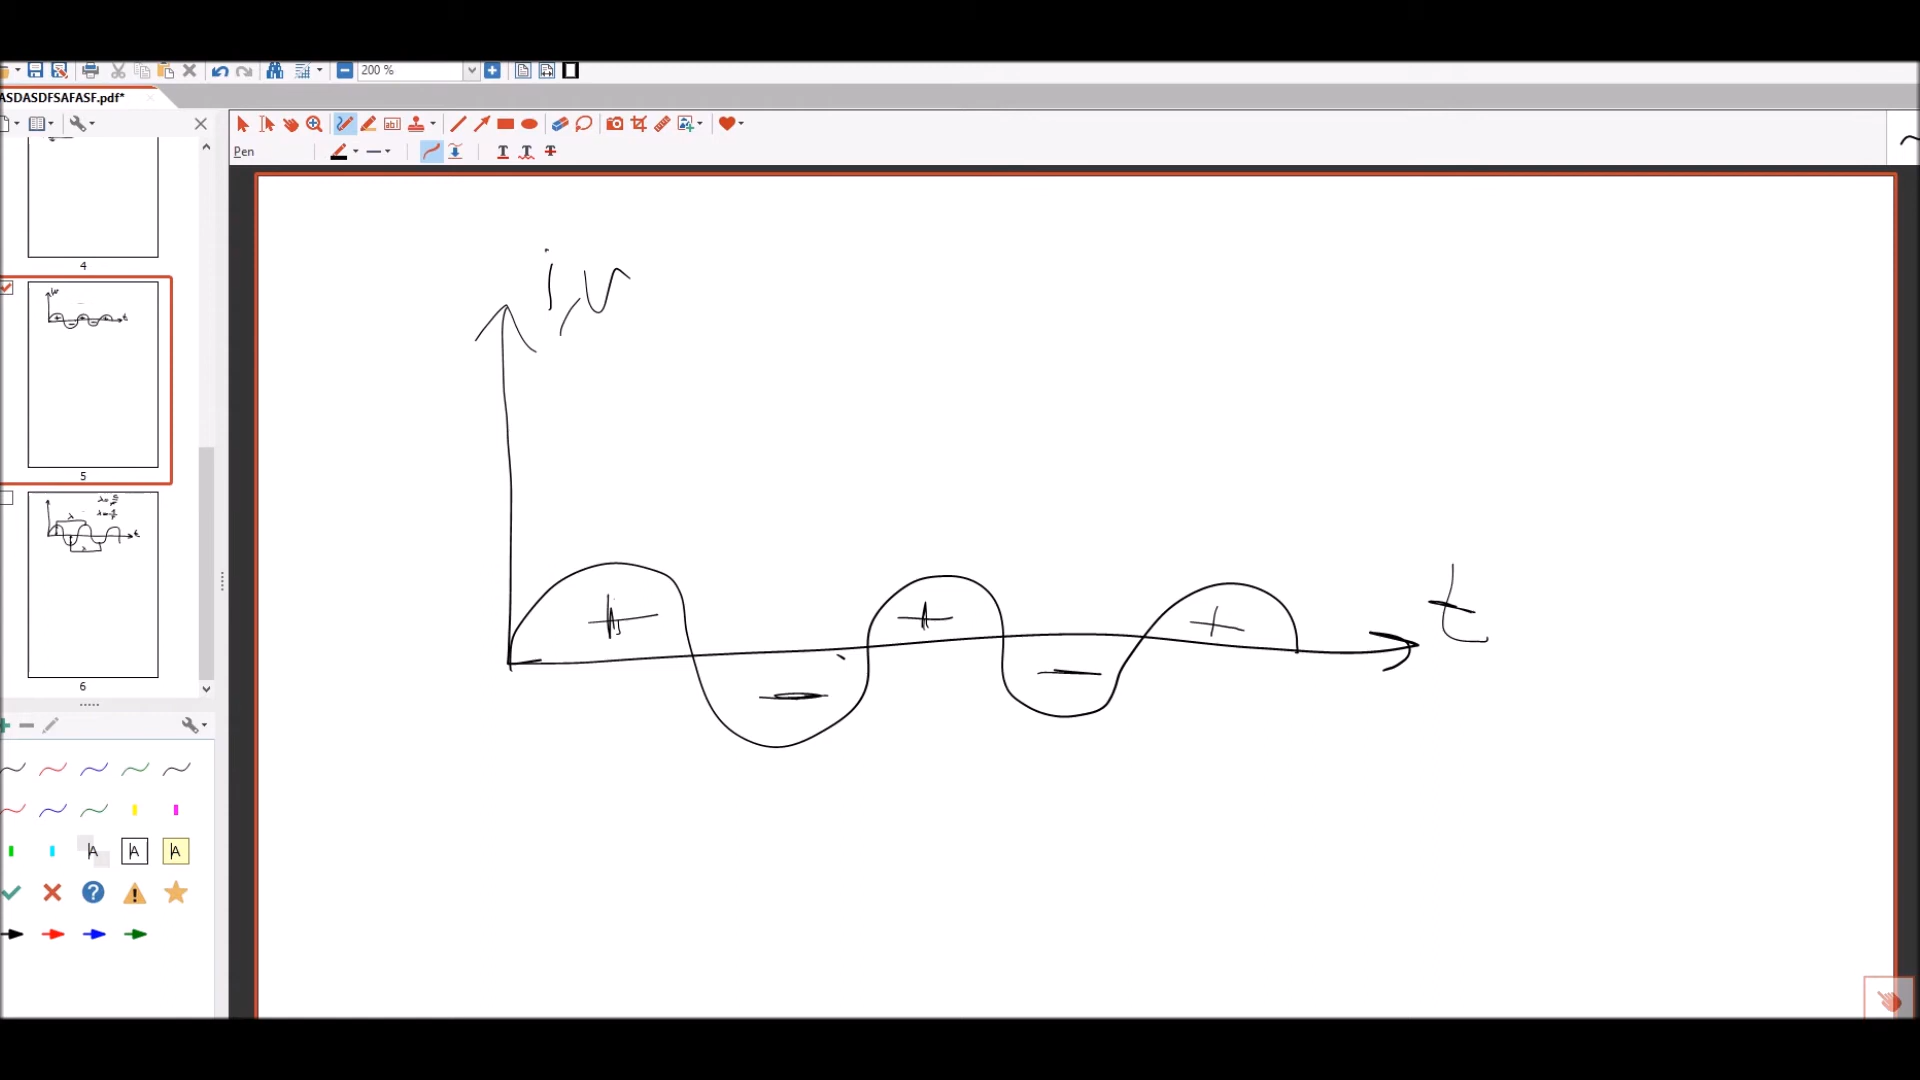 200 %
ASDASDFSAFASF.pdf*
Pen
4
5
6
i, v
+ + +
t
- -
λ
λ
t
A A A